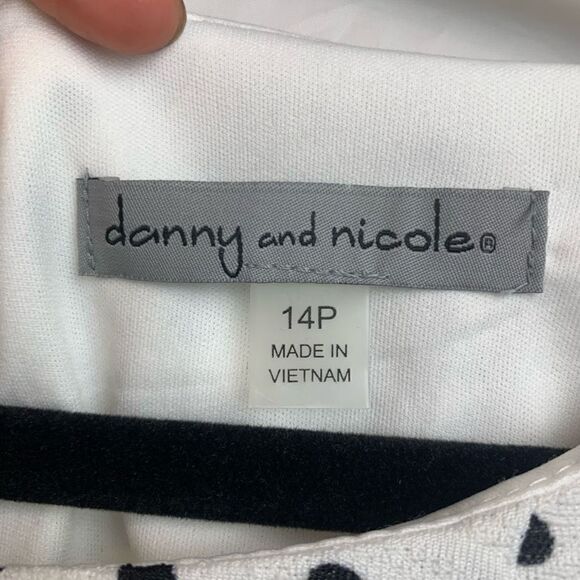 danny and nicole®
14P
MADE IN
VIETNAM